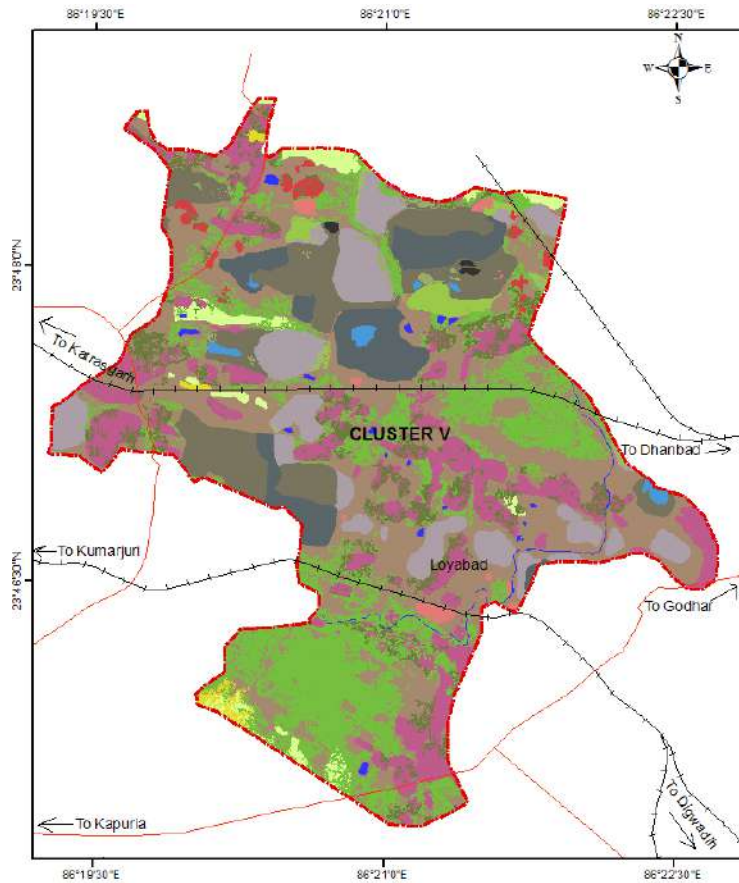 86°19'30"E 86°21'0"E 86°22'30"E
N
W E
S
23°48'0"N
To Katrasgarh
CLUSTER V
To Dhanbad
To Kumarjuri
Loyabad
23°46'30"N
To Godhar
To Kapuria
To Digwadih
86°19'30"E 86°21'0"E 86°22'30"E